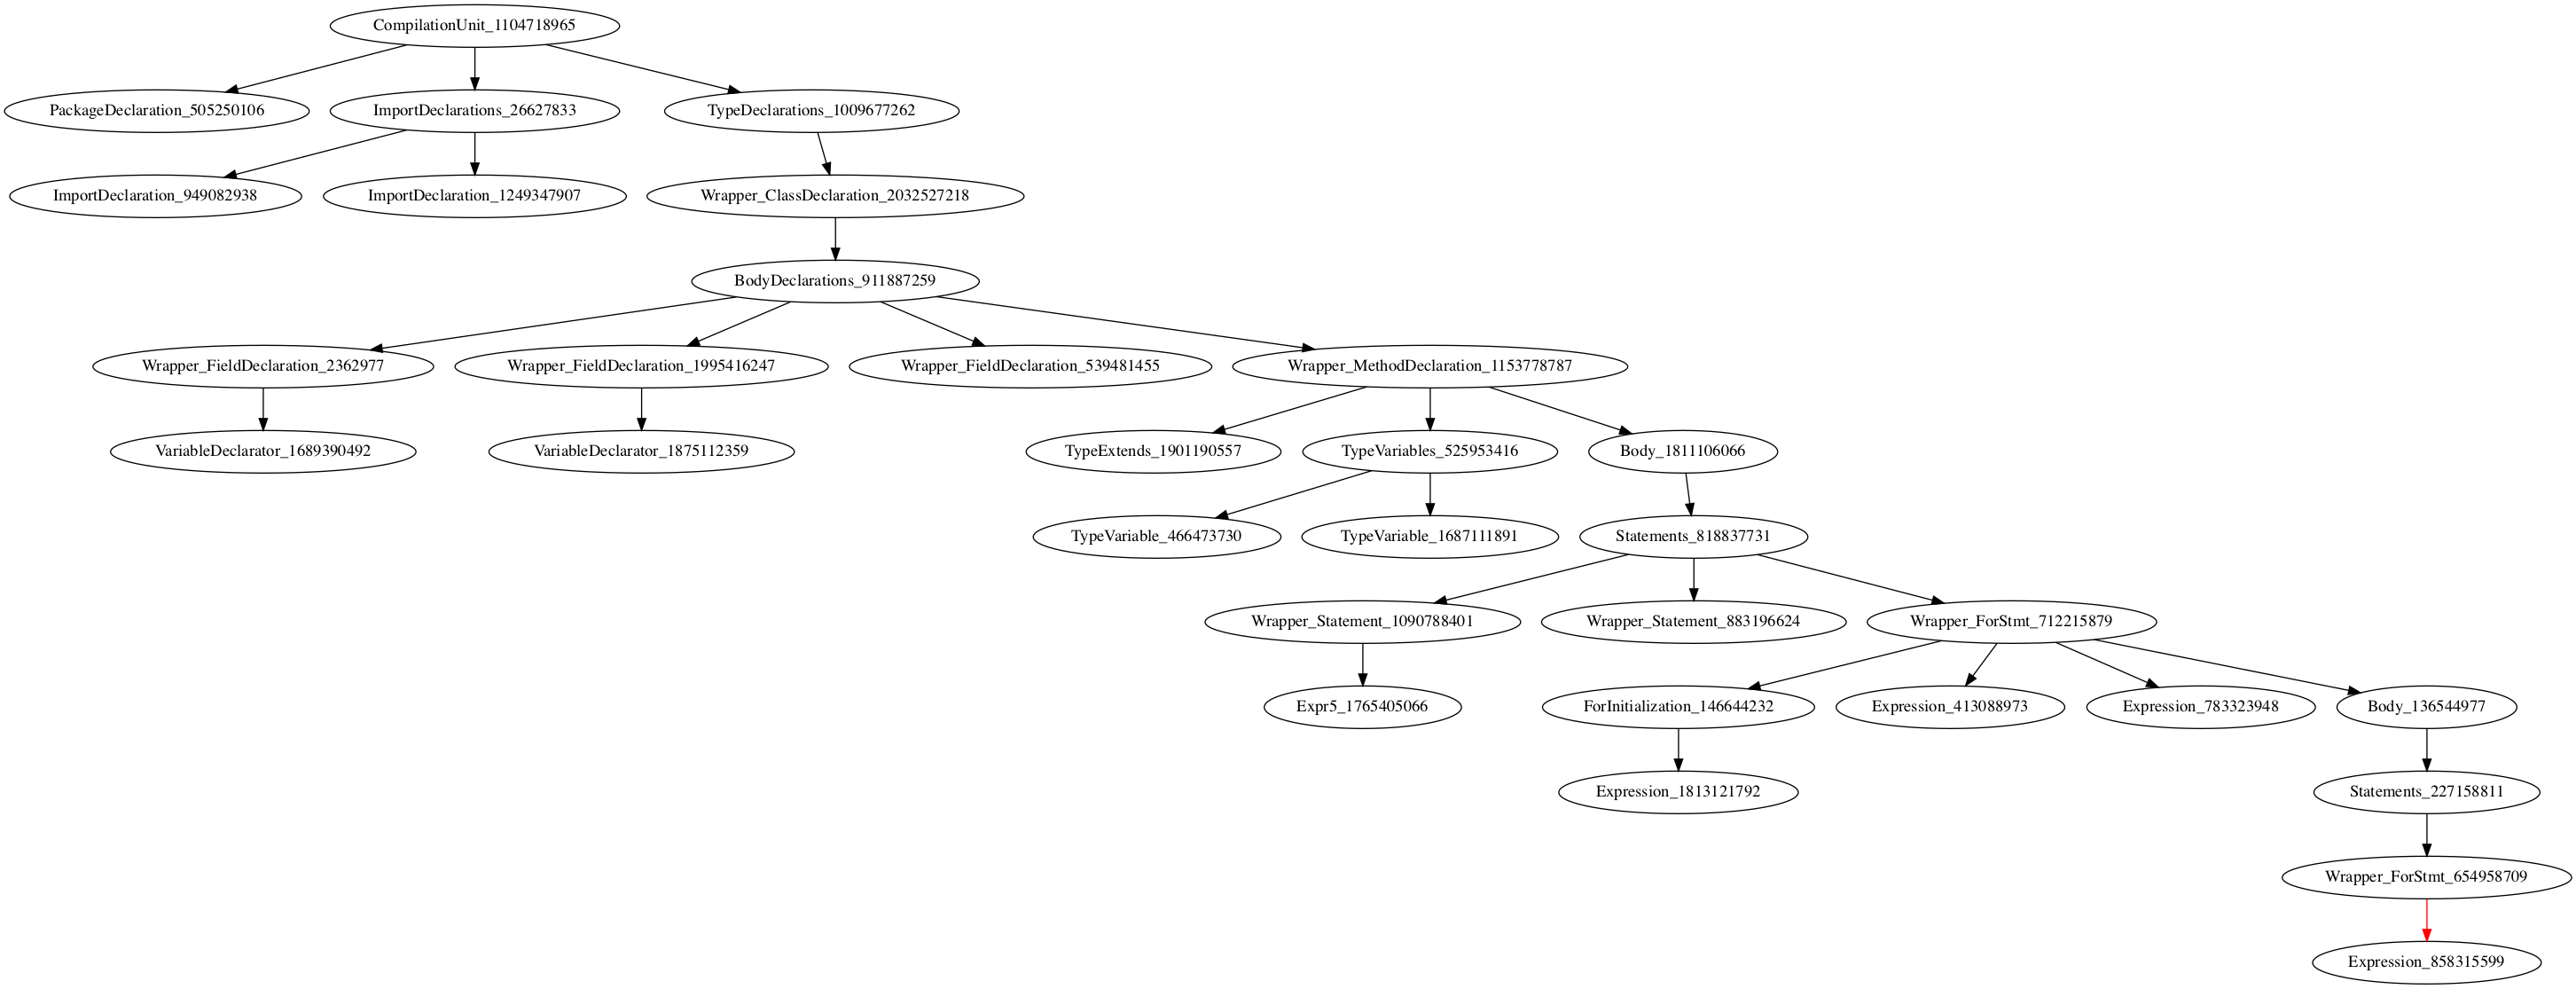 CompilationUnit_1104718965
PackageDeclaration_505250106
ImportDeclarations_26627833
TypeDeclarations_1009677262
ImportDeclaration_949082938
ImportDeclaration_1249347907
Wrapper_ClassDeclaration_2032527218
BodyDeclarations_911887259
Wrapper_FieldDeclaration_2362977
Wrapper_FieldDeclaration_1995416247
Wrapper_FieldDeclaration_539481455
Wrapper_MethodDeclaration_1153778787
VariableDeclarator_1689390492
VariableDeclarator_1875112359
TypeExtends_1901190557
TypeVariables_525953416
Body_1811106066
TypeVariable_466473730
TypeVariable_1687111891
Statements_818837731
Wrapper_Statement_1090788401
Wrapper_Statement_883196624
Wrapper_ForStmt_712215879
Expr5_1765405066
ForInitialization_146644232
Expression_413088973
Expression_783323948
Body_136544977
Expression_1813121792
Statements_227158811
Wrapper_ForStmt_654958709
Expression_858315599